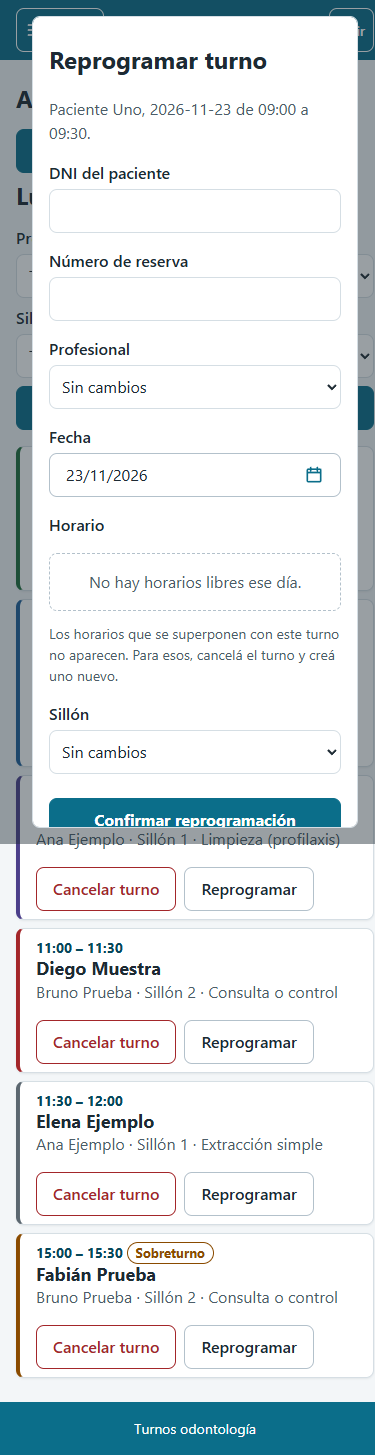 Reprogramar turno
Paciente Uno, 2026-11-23 de 09:00 a
09:30.
DNI del paciente
Número de reserva
Profesional
Sin cambios
Fecha
23/11/2026
Horario
No hay horarios libres ese día.
Los horarios que se superponen con este turno
no aparecen. Para esos, cancelá el turno y creá
uno nuevo.
Sillón
Sin cambios
Confirmar reprogramación
Ana Ejemplo · Sillón 1 · Limpieza (profilaxis)
Cancelar turno Reprogramar
11:00 – 11:30
Diego Muestra
Bruno Prueba · Sillón 2 · Consulta o control
Cancelar turno Reprogramar
11:30 – 12:00
Elena Ejemplo
Ana Ejemplo · Sillón 1 · Extracción simple
Cancelar turno Reprogramar
15:00 – 15:30 Sobreturno
Fabián Prueba
Bruno Prueba · Sillón 2 · Consulta o control
Cancelar turno Reprogramar
Turnos odontología